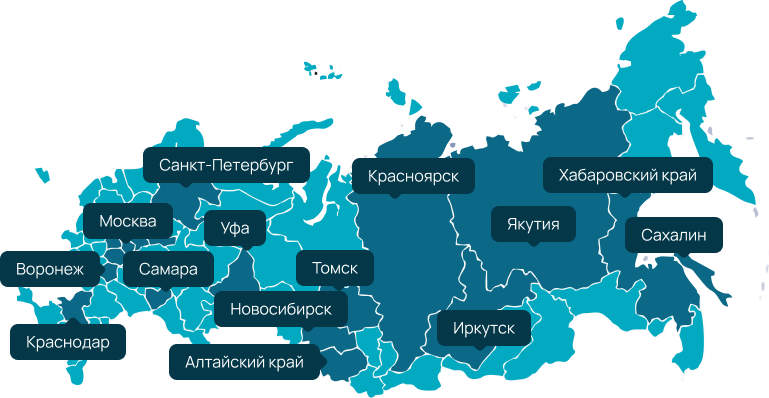 Санкт-Петербург
Красноярск
Хабаровский край
Москва
Уфа
Якутия
Сахалин
Воронеж
Самара
Томск
Новосибирск
Краснодар
Иркутск
Алтайский край